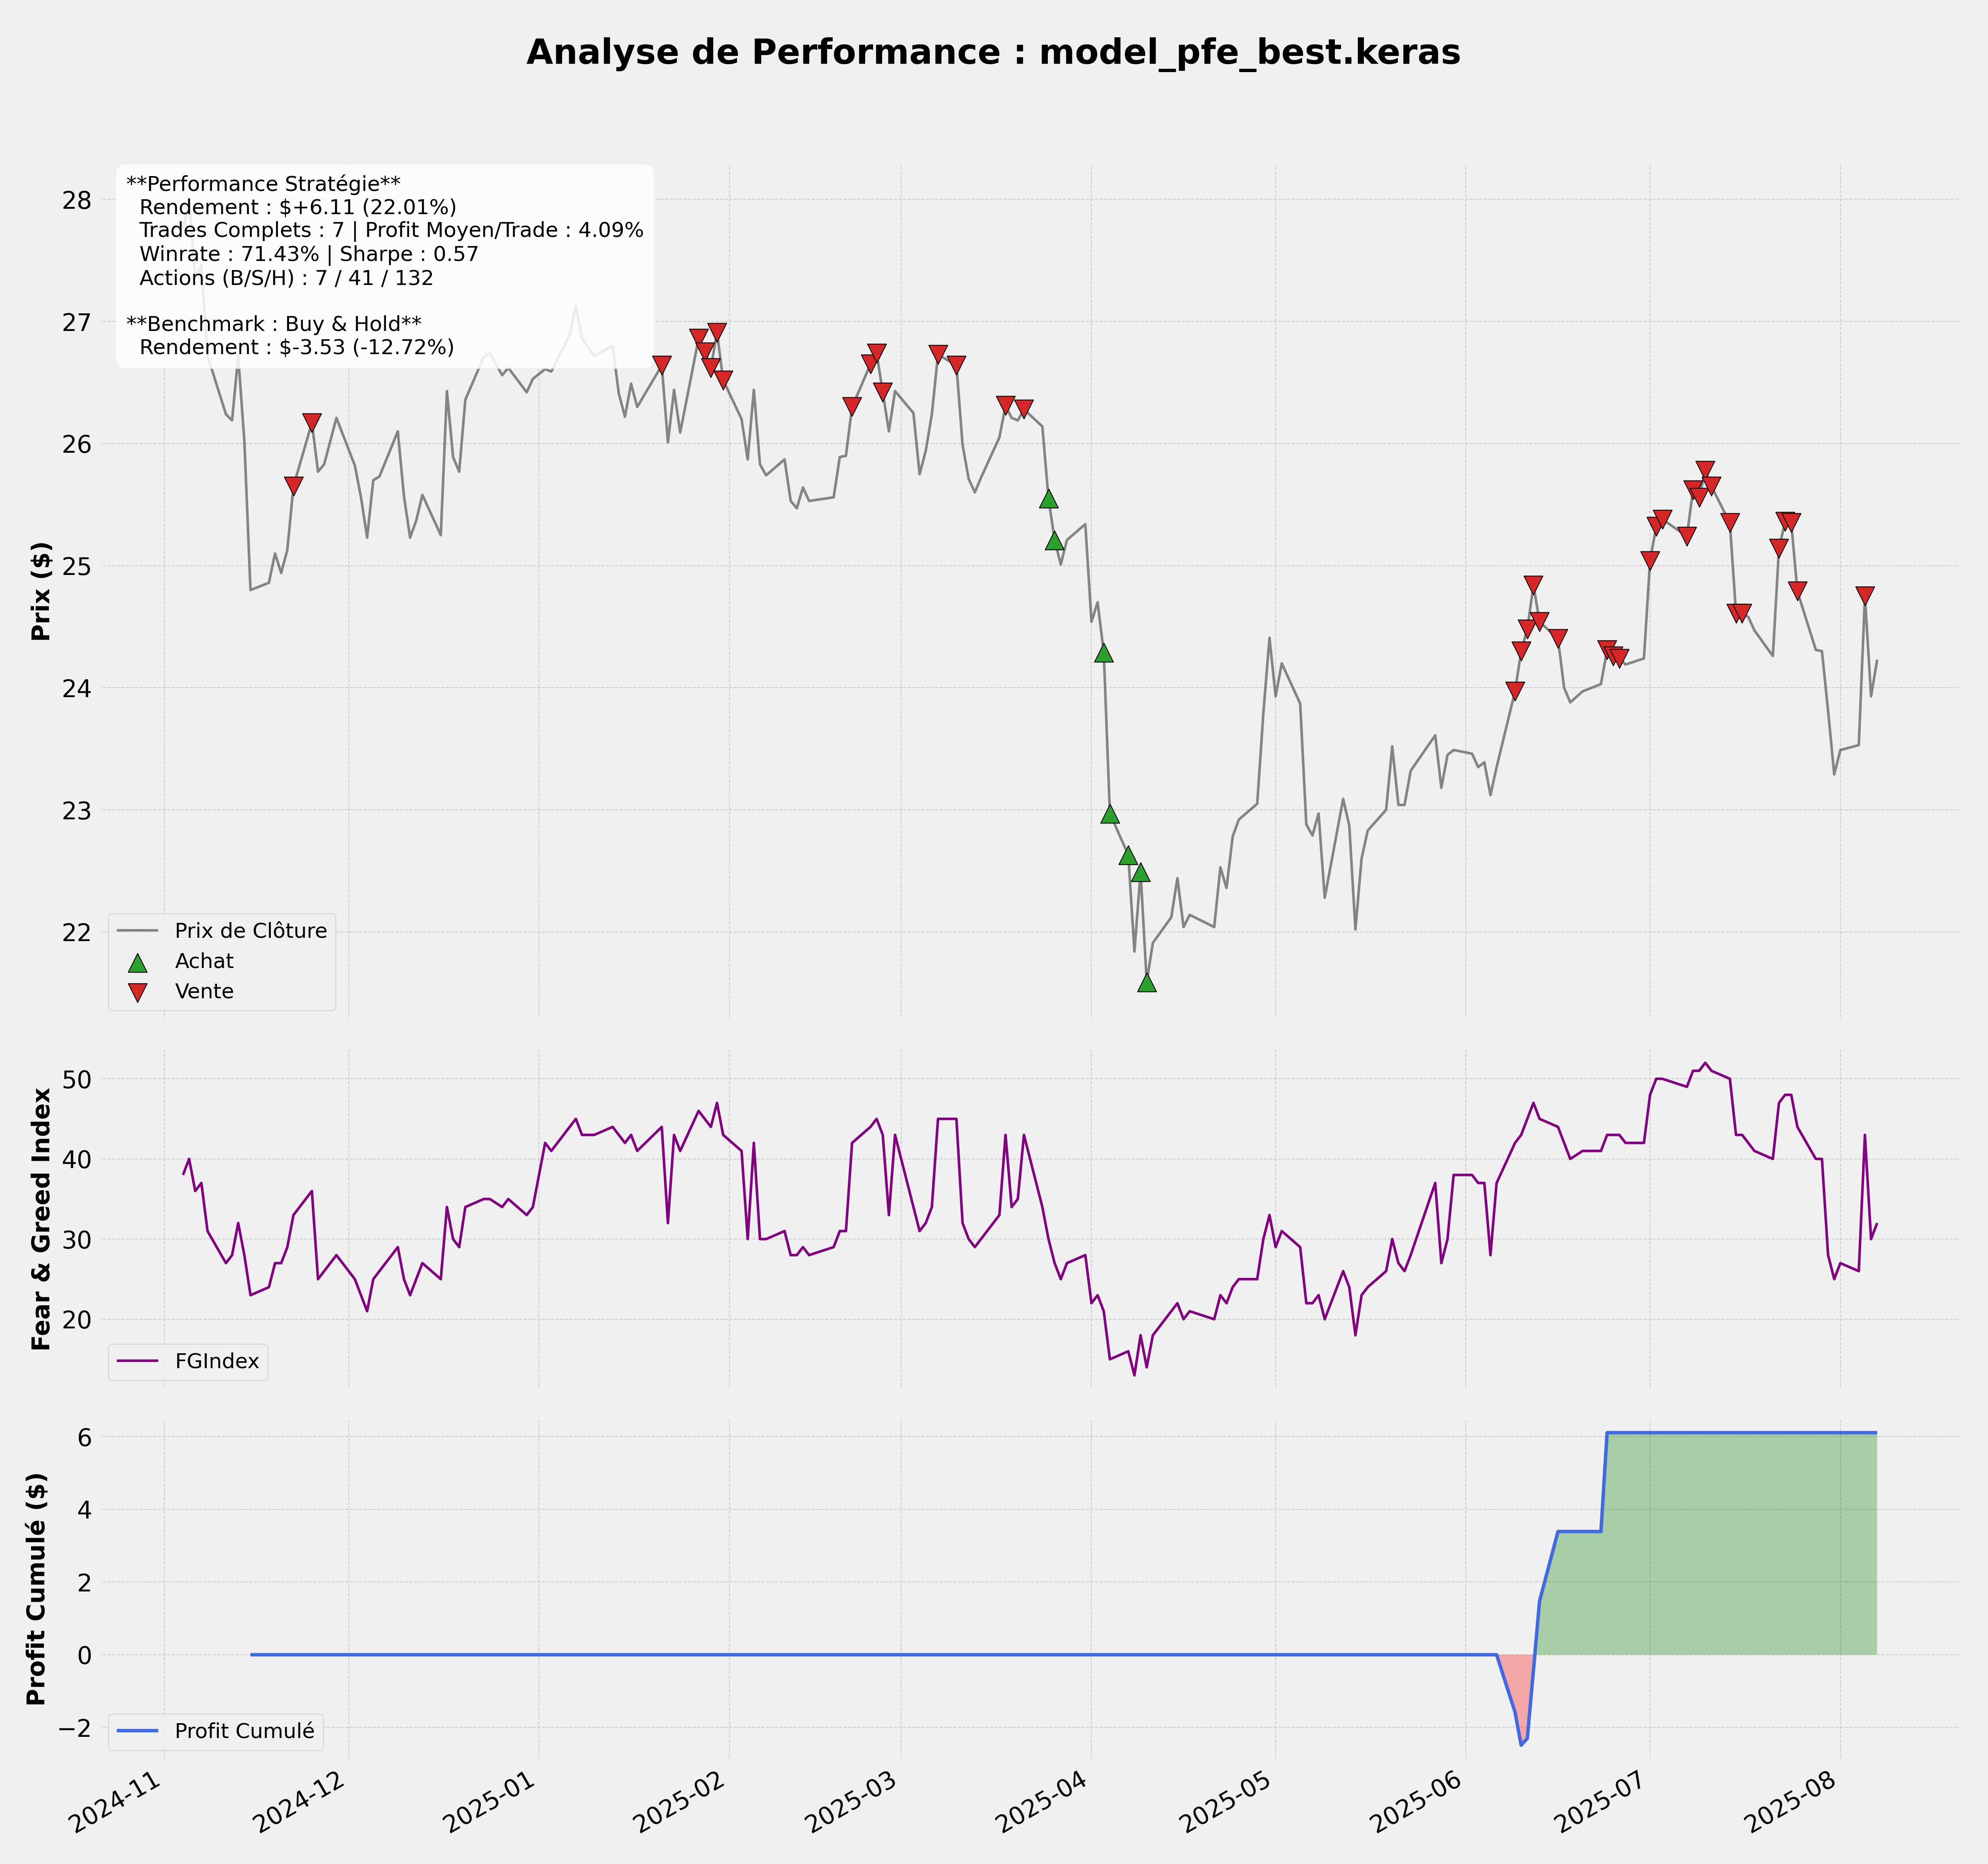 Analyse de Performance : model_pfe_best.keras
**Performance Stratégie**
Rendement : $+6.11 (22.01%)
Trades Complets : 7 | Profit Moyen/Trade : 4.09%
Winrate : 71.43% | Sharpe : 0.57
Actions (B/S/H) : 7 / 41 / 132
**Benchmark : Buy & Hold**
Rendement : $-3.53 (-12.72%)
Prix ($)
28
27
26
25
24
23
22
Prix de Clôture
Achat
Vente
Fear & Greed Index
50
40
30
20
FGIndex
Profit Cumulé ($)
6
4
2
0
−2
Profit Cumulé
2024-11
2024-12
2025-01
2025-02
2025-03
2025-04
2025-05
2025-06
2025-07
2025-08